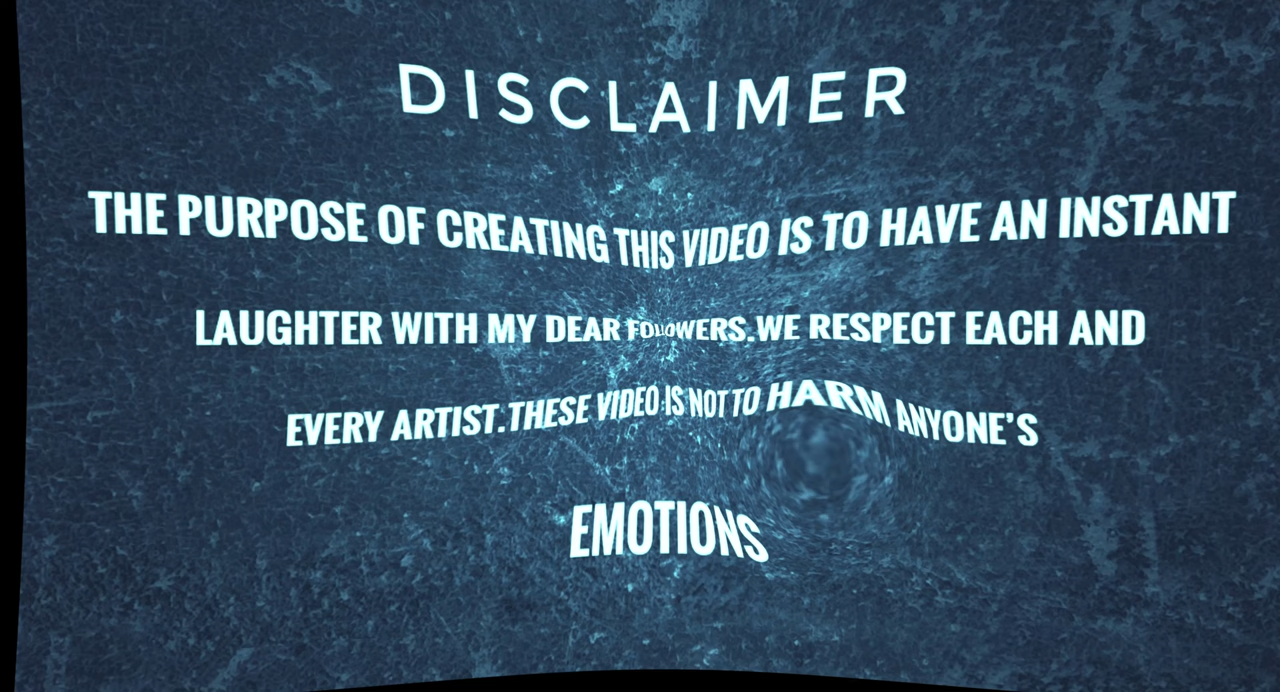 DISCLAIMER
THE PURPOSE OF CREATING THIS VIDEO IS TO HAVE AN INSTANT
LAUGHTER WITH MY DEAR FOLLOWERS.WE RESPECT EACH AND
EVERY ARTIST.THESE VIDEO IS NOT TO HARM ANYONE'S
EMOTIONS